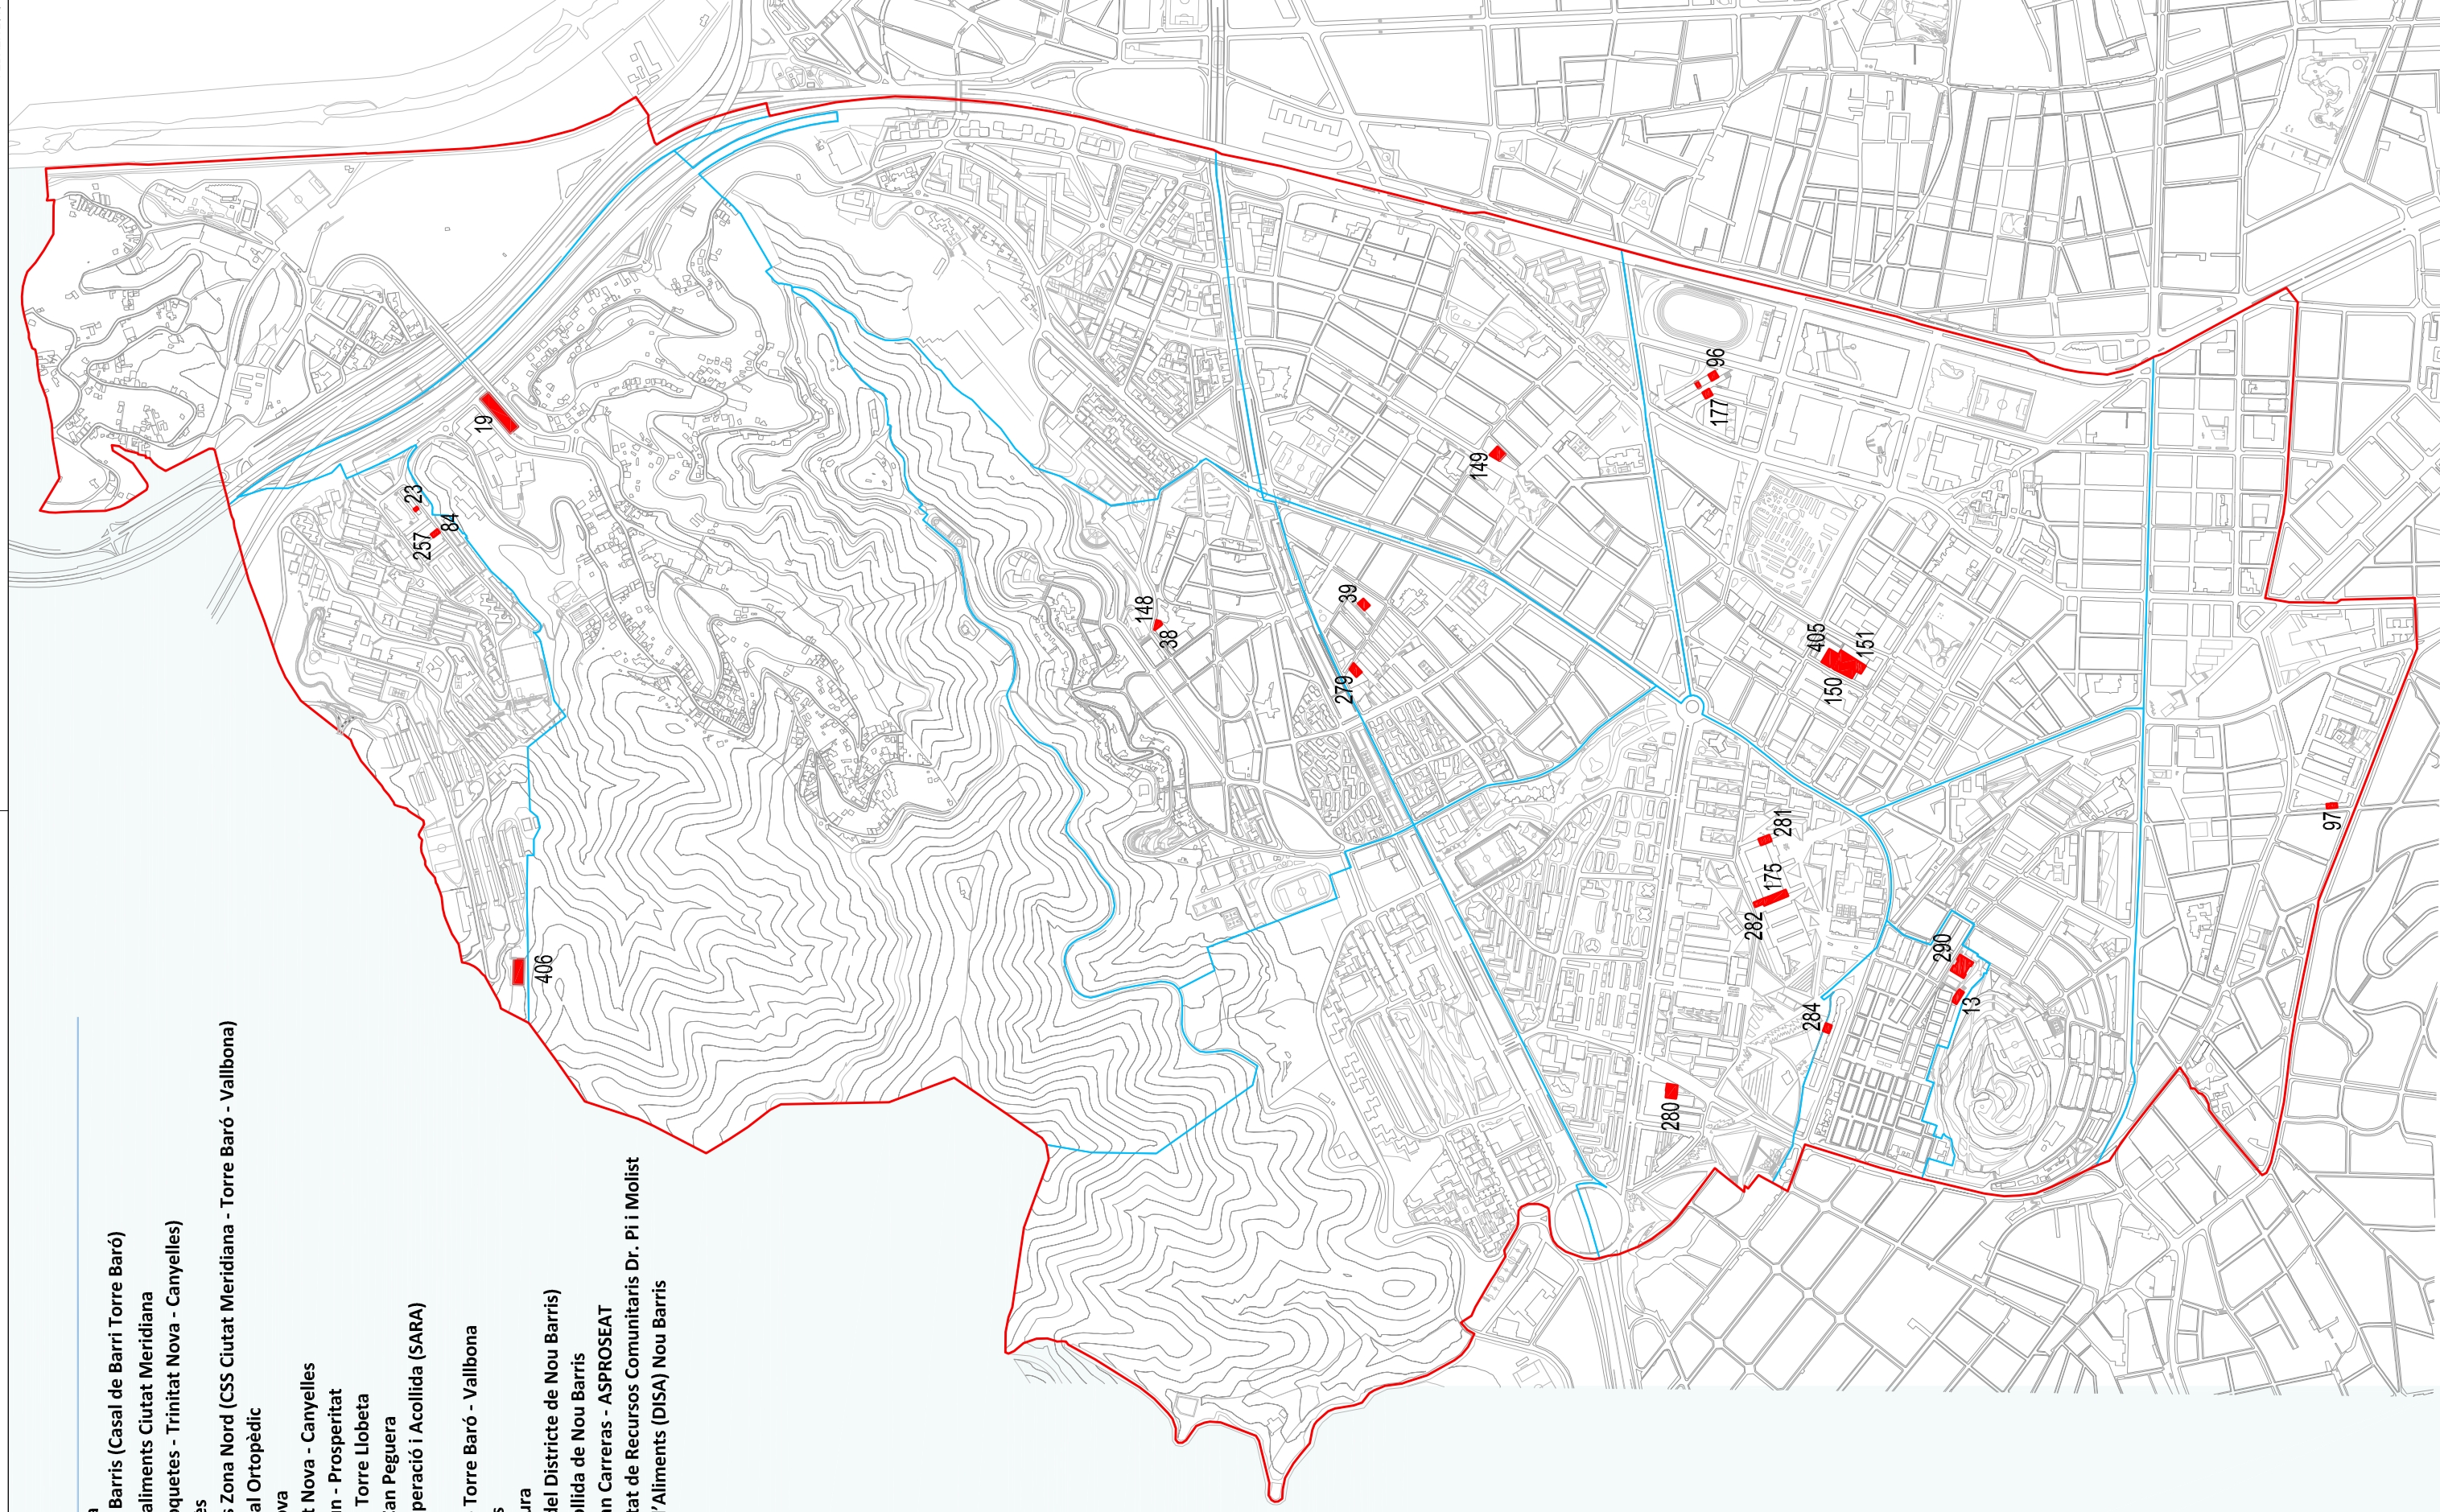 a
Barris (Casal de Barri Torre Baró)
aliments Ciutat Meridiana
oquetes - Trinitat Nova - Canyelles)
ès
s Zona Nord (CSS Ciutat Meridiana - Torre Baró - Vallbona)
al Ortopèdic
ova
t Nova - Canyelles
n - Prosperitat
Torre Llobeta
an Peguera
peració i Acollida (SARA)
Torre Baró - Vallbona
s
ura
del Districte de Nou Barris)
ollida de Nou Barris
an Carreras - ASPROSEAT
tat de Recursos Comunitaris Dr. Pi i Molist
'Aliments (DISA) Nou Barris
23
257
84
19
406
148
38
279
39
149
280
96
177
282
175
281
284
405
150
151
290
13
97